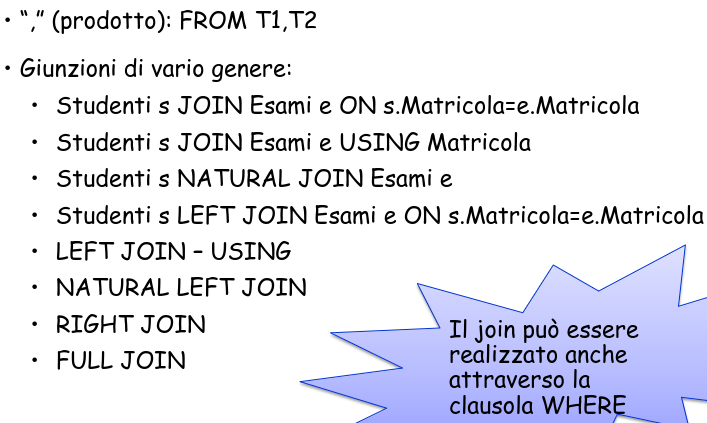 • “,” (prodotto): FROM T1,T2
• Giunzioni di vario genere:
• Studenti s JOIN Esami e ON s.Matricola=e.Matricola
• Studenti s JOIN Esami e USING Matricola
• Studenti s NATURAL JOIN Esami e
• Studenti s LEFT JOIN Esami e ON s.Matricola=e.Matricola
• LEFT JOIN – USING
• NATURAL LEFT JOIN
• RIGHT JOIN
• FULL JOIN
Il join può essere
realizzato anche
attraverso la
clausola WHERE